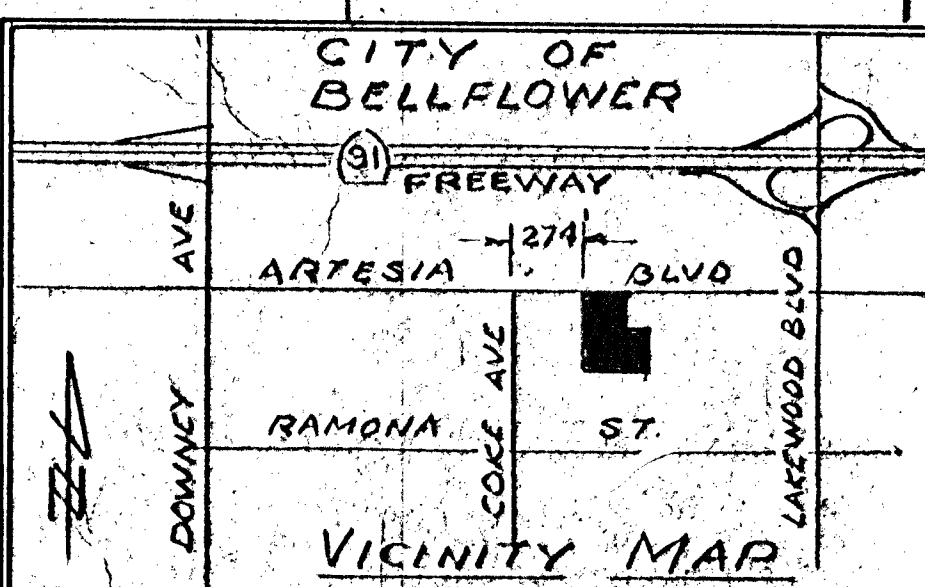 CITY OF
BELLFLOWER
91
FREEWAY
274
ARTESIA BLVD
DOWNEY AVE
COKE AVE
LAKEWOOD BLVD
RAMONA ST.
VICINITY MAP